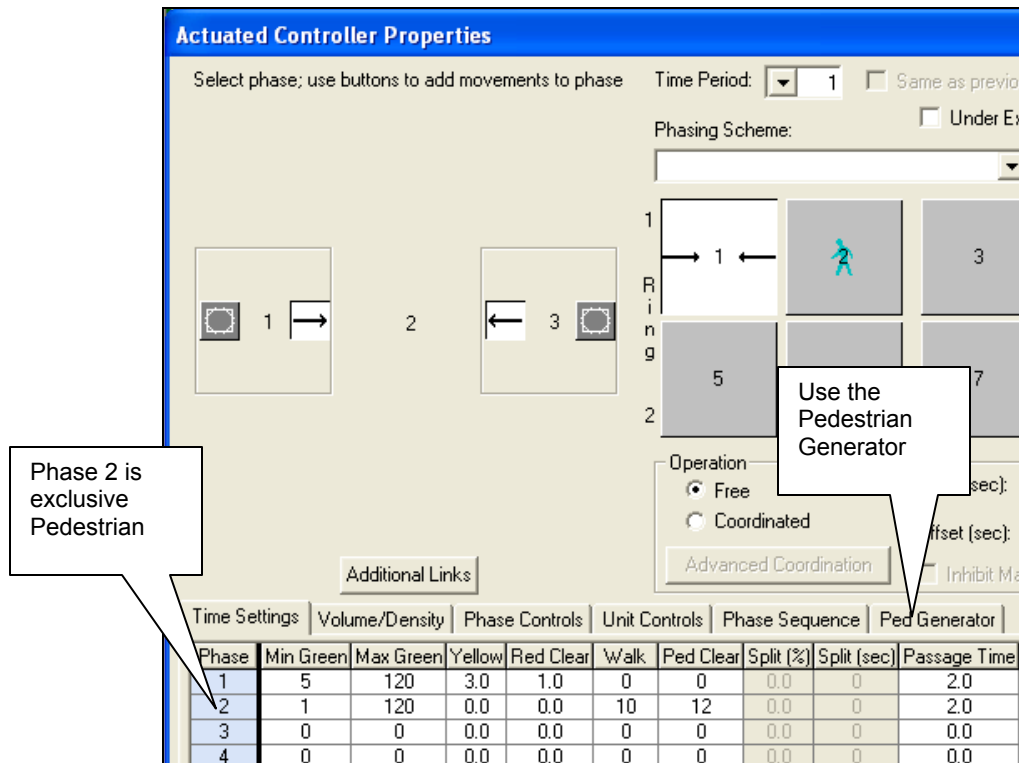 Actuated Controller Properties
Select phase; use buttons to add movements to phase
Time Period: 1 Same as previo
Under Ex
Phasing Scheme:
1
Ring
2
1 2 3
5 7
1 2 3
Use the
Pedestrian
Generator
Phase 2 is
exclusive
Pedestrian
Operation
Free
Coordinated
Advanced Coordination
sec):
ffset (sec):
Inhibit Ma
Additional Links
Time Settings Volume/Density Phase Controls Unit Controls Phase Sequence Ped Generator
Phase Min Green Max Green Yellow Red Clear Walk Ped Clear Split (%) Split (sec) Passage Time
1 5 120 3.0 1.0 0 0 0.0 0 2.0
2 1 120 0.0 0.0 10 12 0.0 0 2.0
3 0 0 0.0 0.0 0 0 0.0 0 0.0
4 0 0 0.0 0.0 0 0 0.0 0 0.0